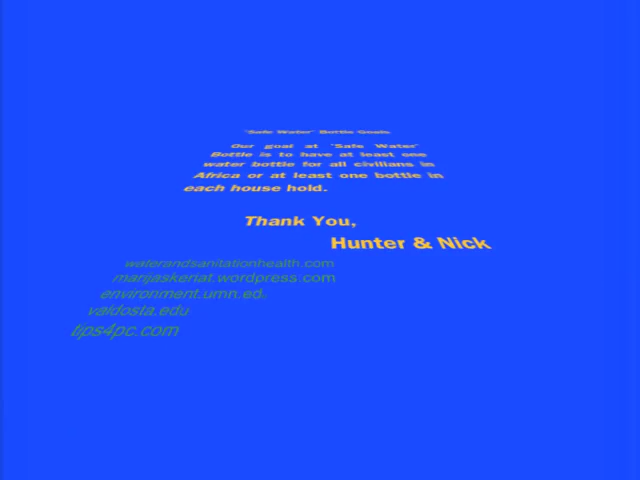 "Safe Water" Bottle Goals
Our goal at "Safe Water"
Bottle is to have at least one
water bottle for all civilians in
Africa or at least one bottle in
each house hold.
Thank You,
Hunter & Nick
waterandsanitationhealth.com
marijaskenat.wordpress.com
environment.umn.ed.
valdosta.edu
tips4pc.com